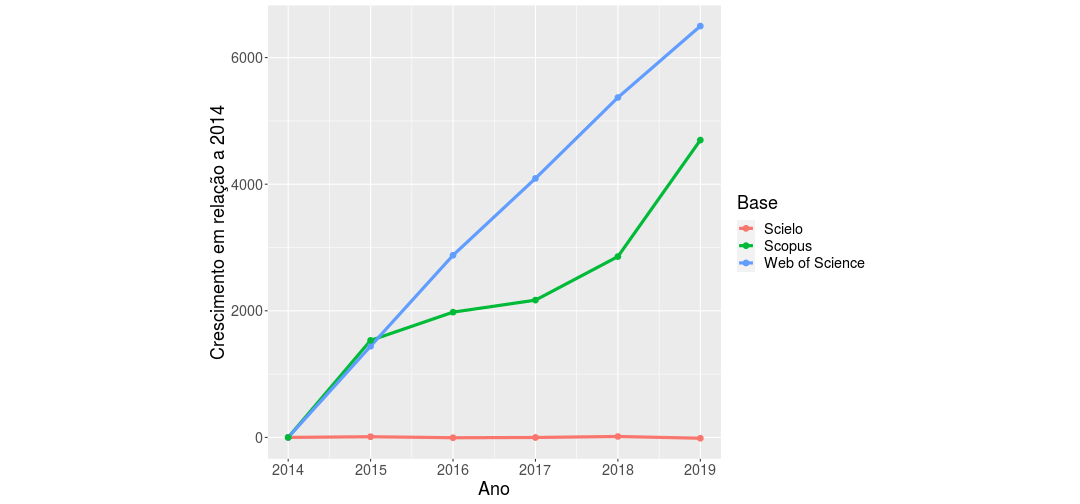 Crescimento em relação a 2014
6000
4000
2000
0
2014 2015 2016 2017 2018 2019
Ano
Base
Scielo
Scopus
Web of Science